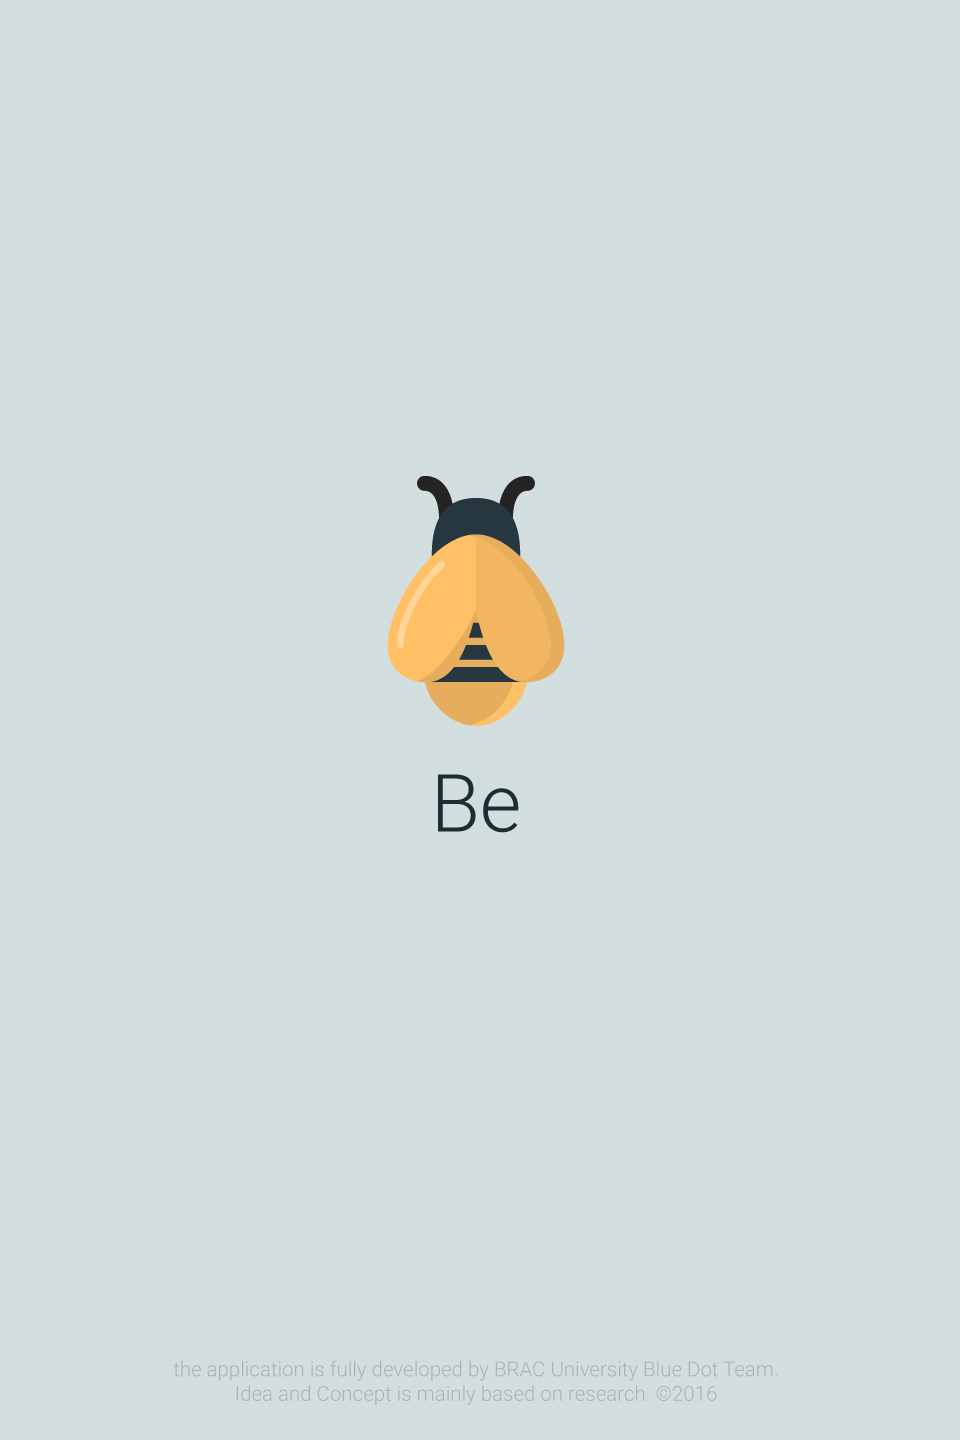 Be
the application is fully developed by BRAC University Blue Dot Team.
Idea and Concept is mainly based on research. ©2016